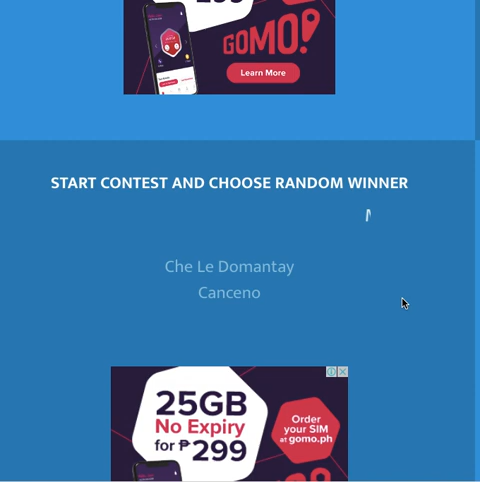 GOMO!
Learn More
START CONTEST AND CHOOSE RANDOM WINNER
Che Le Domantay
Canceno
25GB
No Expiry
for ₱299
Order
your SIM
at gomo.ph